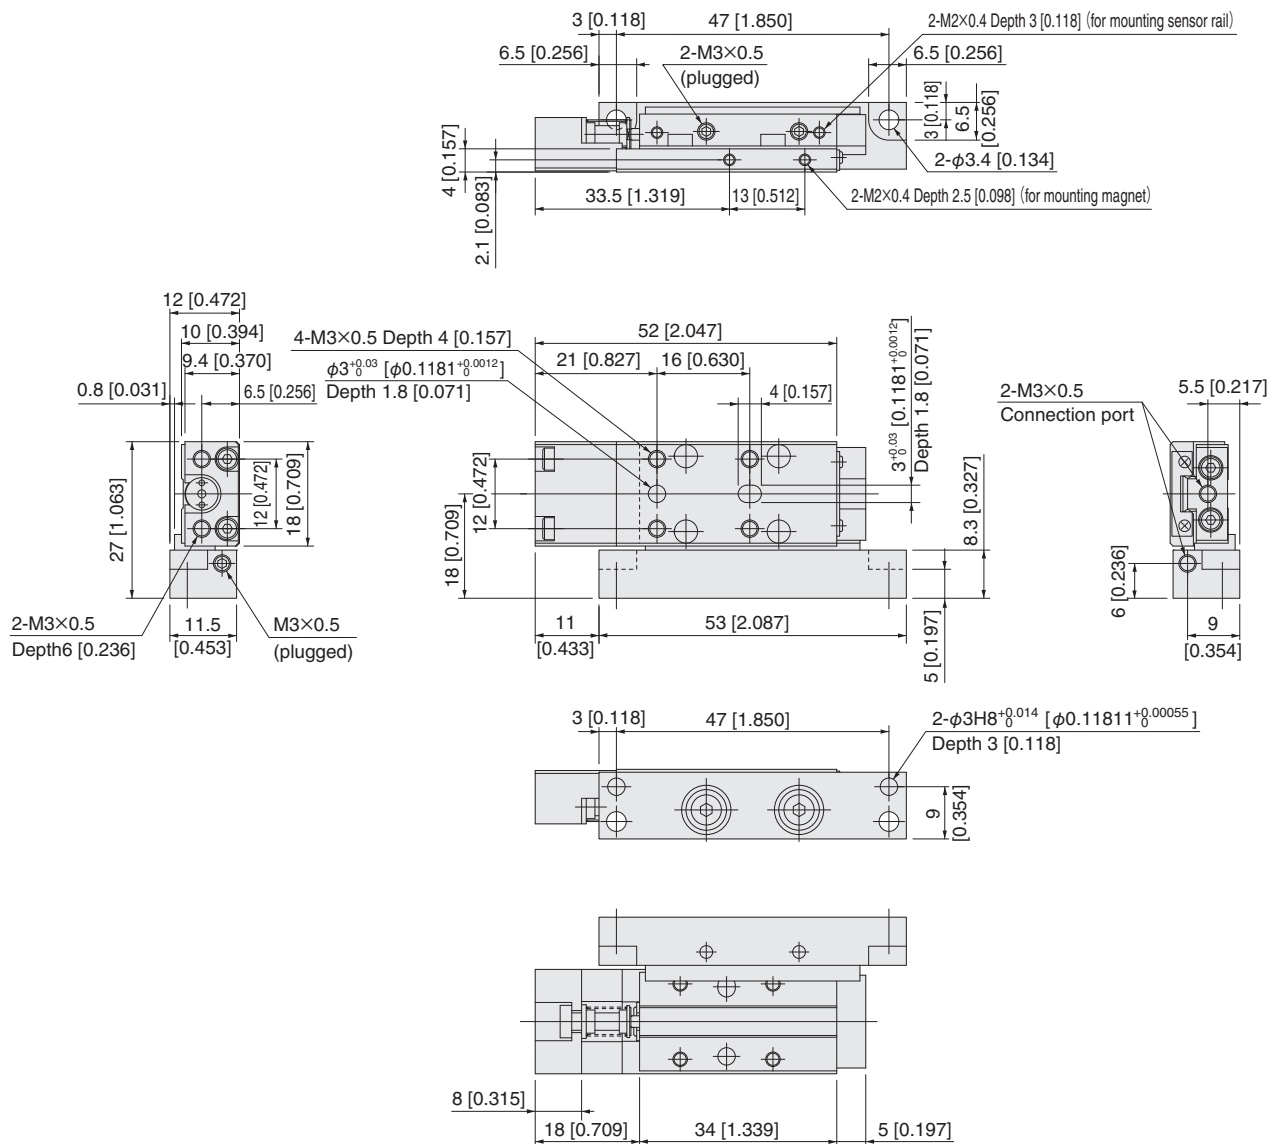 3 [0.118]
47 [1.850]
2-M2×0.4 Depth 3 [0.118] (for mounting sensor rail)
6.5 [0.256]
2-M3×0.5
(plugged)
6.5 [0.256]
3 [0.118]
6.5
[0.256]
4 [0.157]
2.1 [0.083]
2-φ3.4 [0.134]
33.5 [1.319]
13 [0.512]
2-M2×0.4 Depth 2.5 [0.098] (for mounting magnet)
12 [0.472]
10 [0.394]
9.4 [0.370]
0.8 [0.031]
6.5 [0.256]
27 [1.063]
12 [0.472]
18 [0.709]
2-M3×0.5
Depth6 [0.236]
11.5
[0.453]
M3×0.5
(plugged)
4-M3×0.5 Depth 4 [0.157]
φ3+0.03 0 [φ0.1181+0.0012 0]
Depth 1.8 [0.071]
52 [2.047]
21 [0.827]
16 [0.630]
4 [0.157]
3+0.03 0 [0.1181+0.0012 0]
Depth 1.8 [0.071]
12 [0.472]
18 [0.709]
8.3 [0.327]
11
[0.433]
53 [2.087]
5 [0.197]
2-M3×0.5
Connection port
5.5 [0.217]
6 [0.236]
9
[0.354]
3 [0.118]
47 [1.850]
2-φ3H8+0.014 0 [φ0.11811+0.00055 0]
Depth 3 [0.118]
9
[0.354]
8 [0.315]
18 [0.709]
34 [1.339]
5 [0.197]